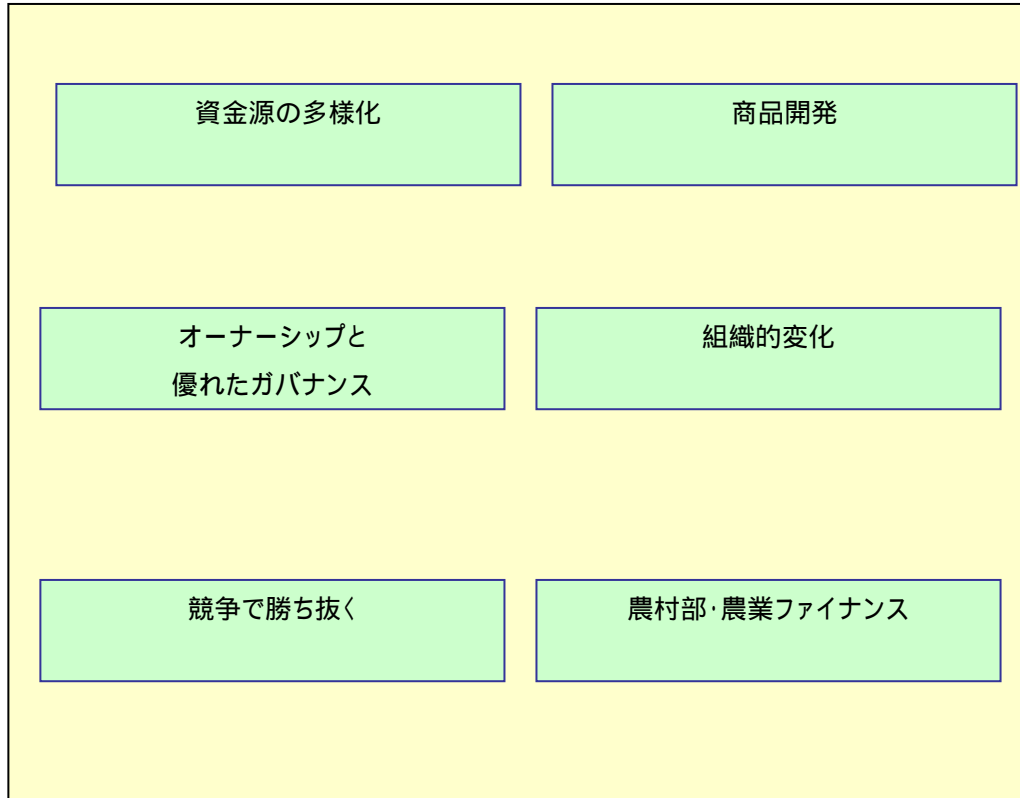 資金源の多様化
商品開発
オーナーシップと
優れたガバナンス
組織的変化
競争で勝ち抜く
農村部・農業ファイナンス